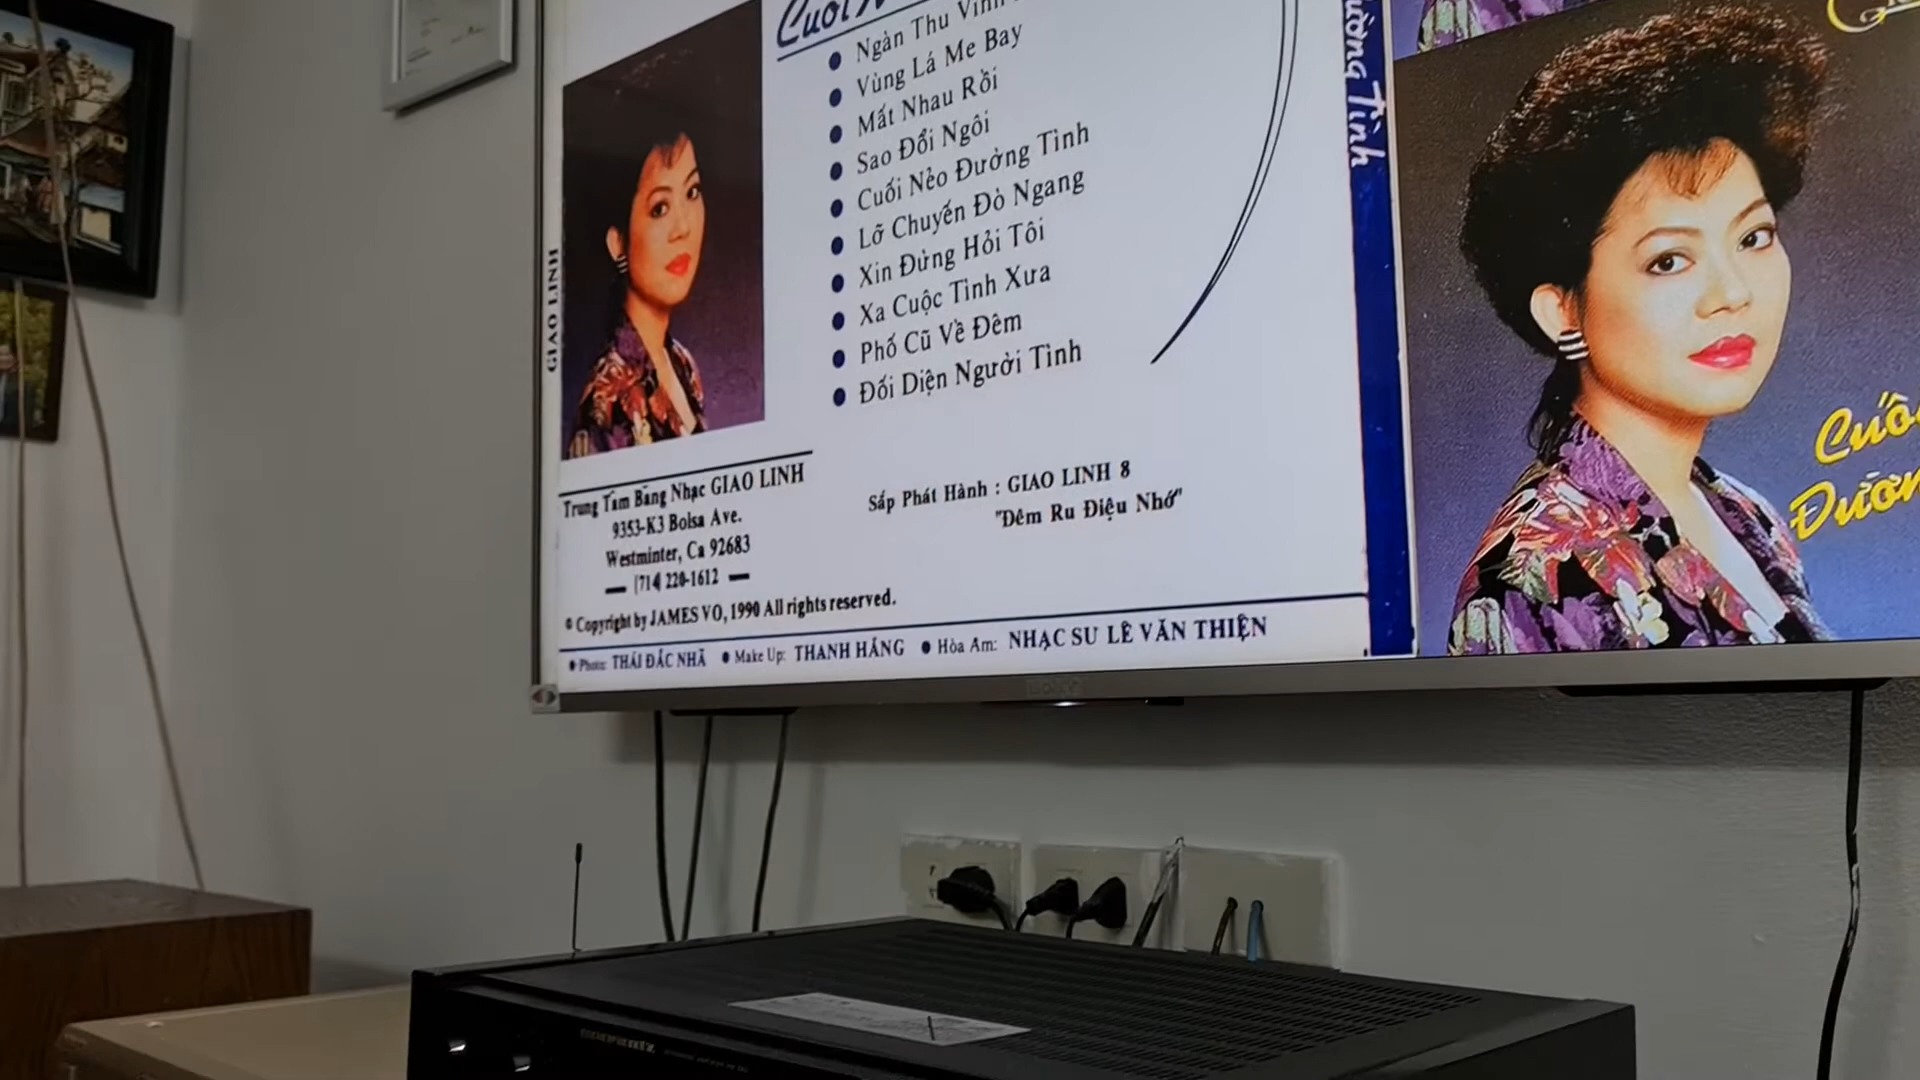 Ngàn Thu
Vùng Lá Me Bay
Mất Nhau Rồi
Sao Đổi Ngôi
Cuối Nẻo Đường Tình
Lỡ Chuyến Đò Ngang
Xin Đừng Hỏi Tôi
Xa Cuộc Tình Xưa
Phố Cũ Về Đêm
Đối Diện Người Tình
GIAO LINH
Trung Tâm Băng Nhạc GIAO LINH
9353-K3 Bolsa Ave.
Westminter, Ca 92683
(714) 220-1612
Sắp Phát Hành : GIAO LINH 8
"Đêm Ru Điệu Nhớ"
© Copyright by JAMES VO, 1990 All rights reserved.
Photo: THÁI ĐẮC NHÃ ● Make Up: THANH HẰNG ● Hòa Âm: NHẠC SƯ LÊ VĂN THIỆN
Tình